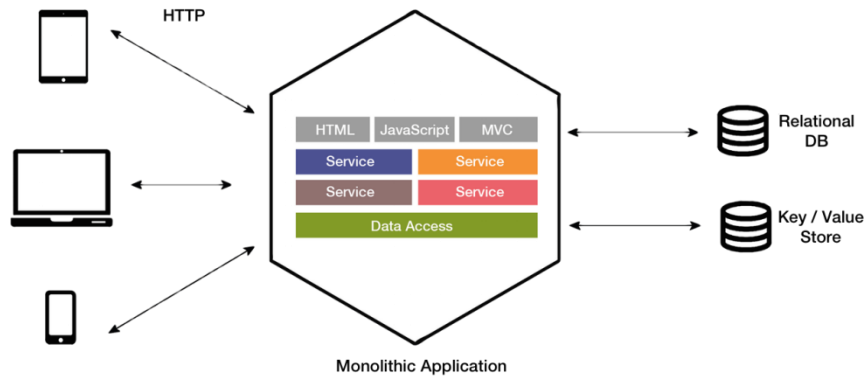 HTTP
HTML JavaScript MVC
Service Service
Service Service
Data Access
Relational
DB
Key / Value
Store
Monolithic Application